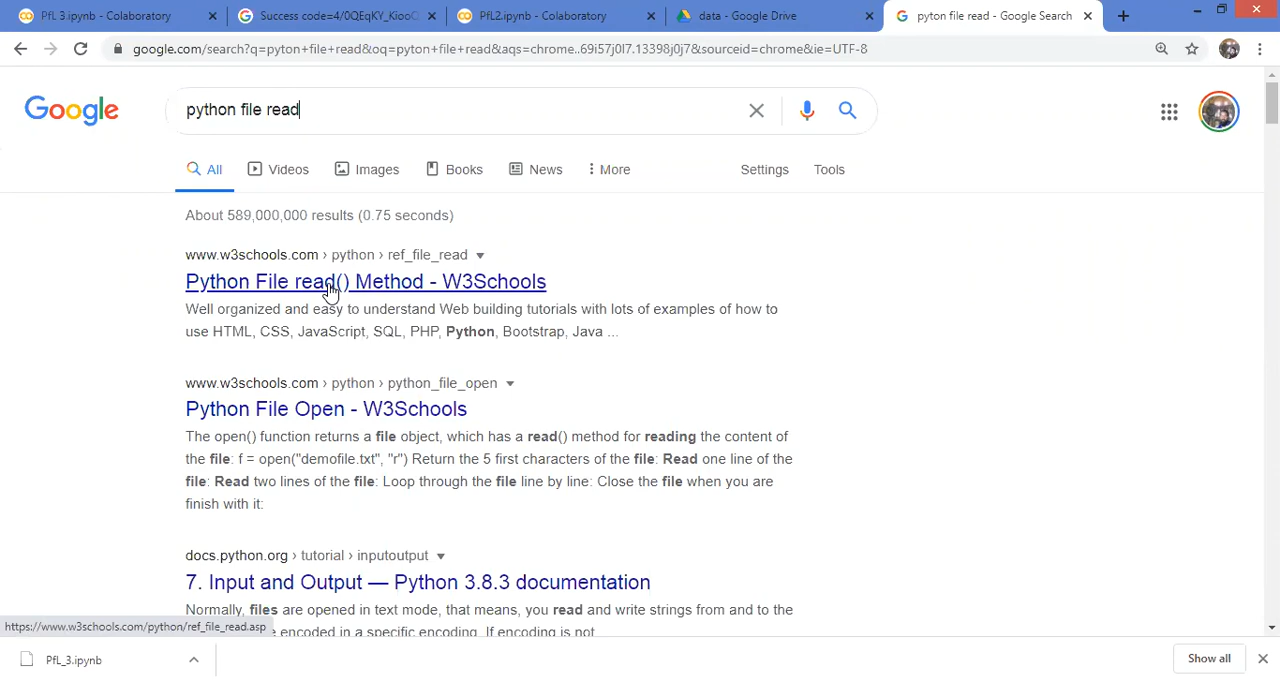 PfL 3.ipynb - Colaboratory
Success code=4/0QEqKY_KiooQ
PfL2.ipynb - Colaboratory
data - Google Drive
pyton file read - Google Search
google.com/search?q=pyton+file+read&oq=pyton+file+read&aqs=chrome..69i57j0l7.13398j0j7&sourceid=chrome&ie=UTF-8
Google
python file read
All
Videos
Images
Books
News
More
Settings
Tools
About 589,000,000 results (0.75 seconds)
www.w3schools.com › python › ref_file_read
Python File read() Method - W3Schools
Well organized and easy to understand Web building tutorials with lots of examples of how to
use HTML, CSS, JavaScript, SQL, PHP, Python, Bootstrap, Java ...
www.w3schools.com › python › python_file_open
Python File Open - W3Schools
The open() function returns a file object, which has a read() method for reading the content of
the file: f = open("demofile.txt", "r") Return the 5 first characters of the file: Read one line of the
file: Read two lines of the file: Loop through the file line by line: Close the file when you are
finish with it:
docs.python.org › tutorial › inputoutput
7. Input and Output — Python 3.8.3 documentation
Normally, files are opened in text mode, that means, you read and write strings from and to the
encoded in a specific encoding. If encoding is not
https://www.w3schools.com/python/ref_file_read.asp
PfL_3.ipynb
Show all